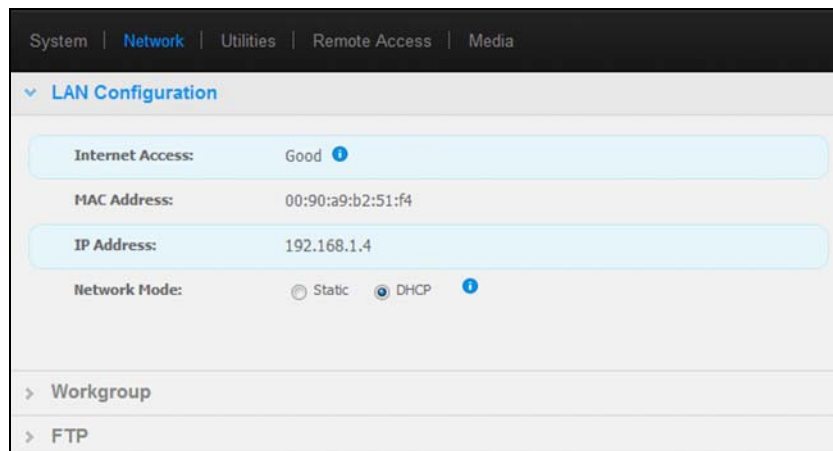 System | Network | Utilities | Remote Access | Media
LAN Configuration
Internet Access: Good
MAC Address: 00:90:a9:b2:51:f4
IP Address: 192.168.1.4
Network Mode: Static DHCP
Workgroup
FTP